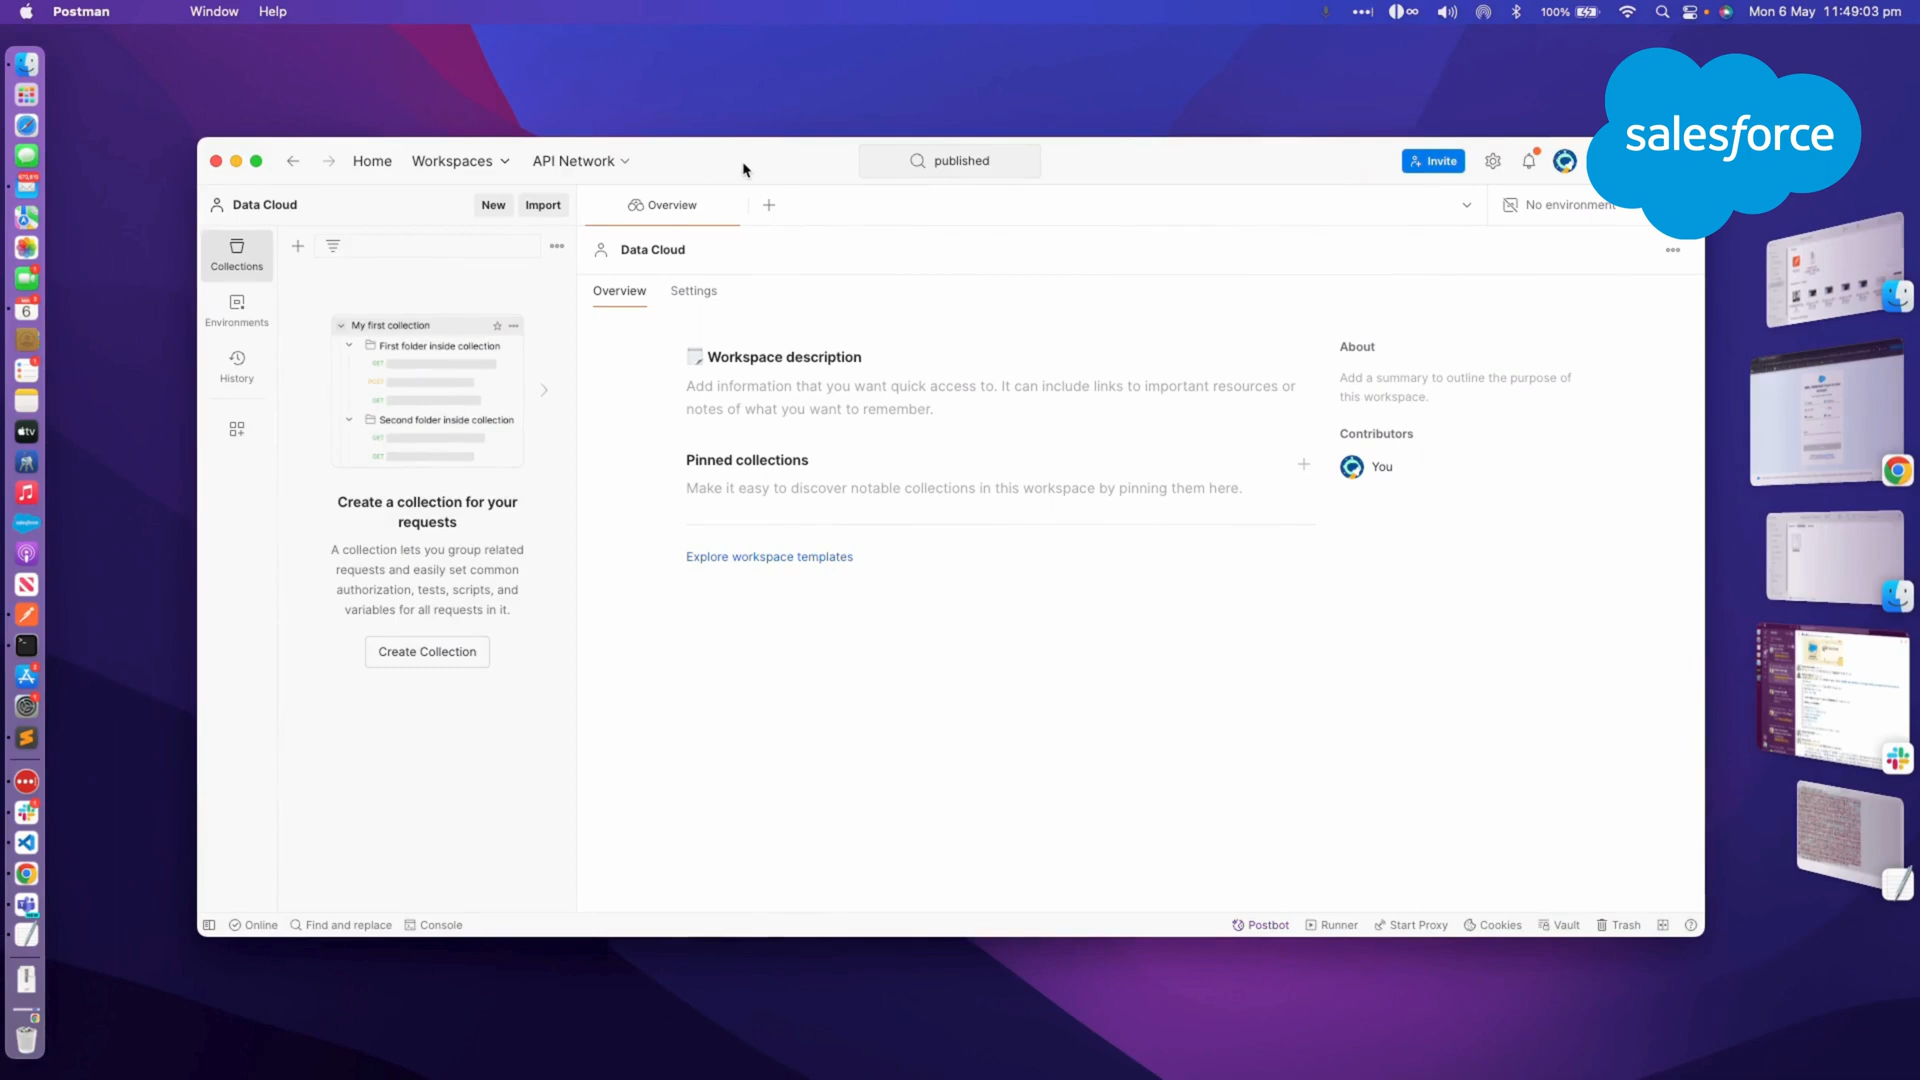 Postman
Window
Help
100%
Mon 6 May 11:49:03 pm
salesforce
Home
Workspaces
API Network
published
Invite
Data Cloud
New
Import
Overview
No environment
Collections
Data Cloud
Overview
Settings
Environments
History
My first collection
First folder inside collection
GET
POST
GET
Second folder inside collection
GET
GET
Create a collection for your
requests
A collection lets you group related
requests and easily set common
authorization, tests, scripts, and
variables for all requests in it.
Create Collection
Workspace description
Add information that you want quick access to. It can include links to important resources or
notes of what you want to remember.
Pinned collections
Make it easy to discover notable collections in this workspace by pinning them here.
Explore workspace templates
About
Add a summary to outline the purpose of
this workspace.
Contributors
You
Online
Find and replace
Console
Postbot
Runner
Start Proxy
Cookies
Vault
Trash
6
tv